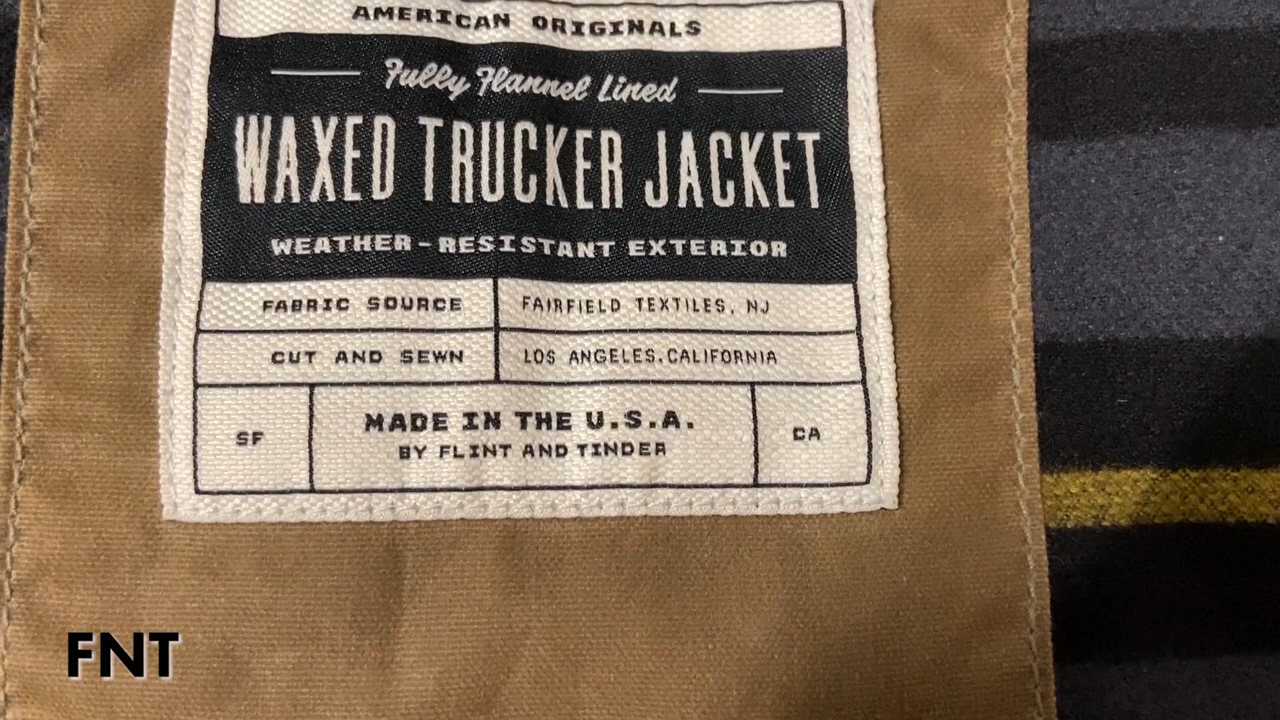 AMERICAN ORIGINALS
Fully Flannel Lined
WAXED TRUCKER JACKET
WEATHER-RESISTANT EXTERIOR
FABRIC SOURCE FAIRFIELD TEXTILES, NJ
CUT AND SEWN LOS ANGELES, CALIFORNIA
SF
MADE IN THE U.S.A.
BY FLINT AND TINDER
CA
FNT